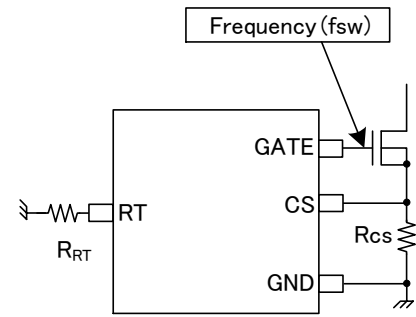 Frequency(fsw)
GATE
CS
RT
RRT
Rcs
GND